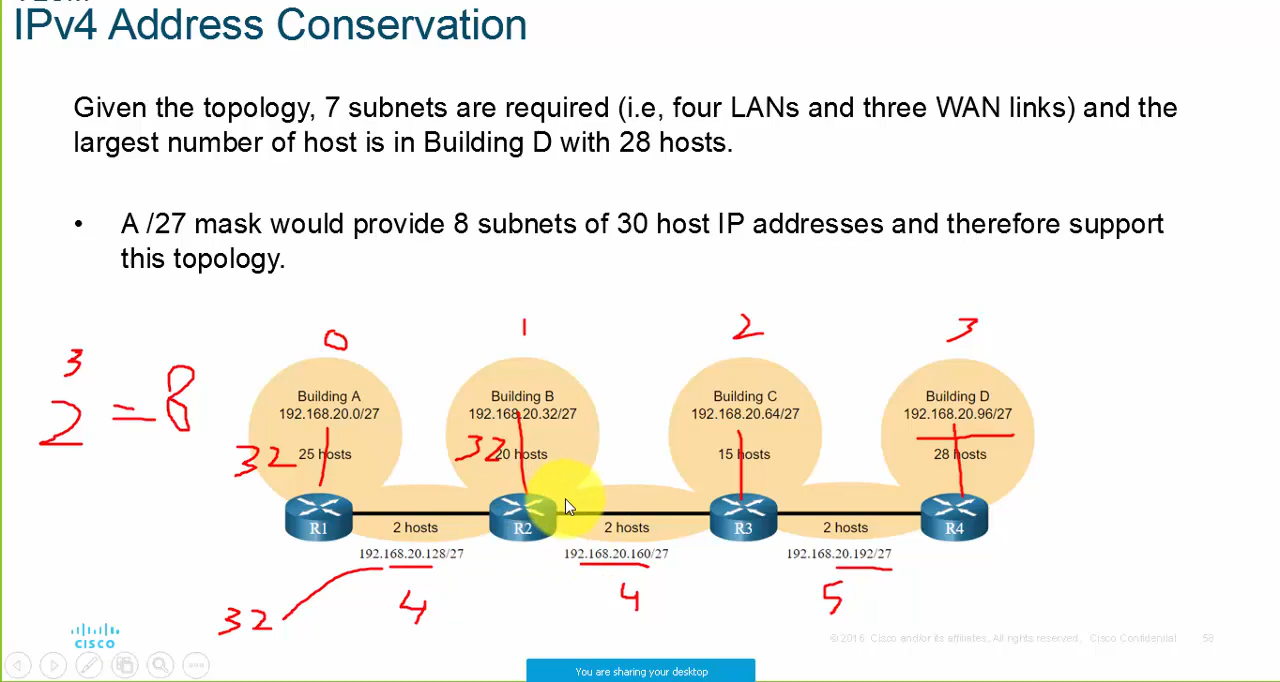 IPv4 Address Conservation
Given the topology, 7 subnets are required (i.e, four LANs and three WAN links) and the
largest number of host is in Building D with 28 hosts.
• A /27 mask would provide 8 subnets of 30 host IP addresses and therefore support
this topology.
0 1 2 3
2³ = 8
Building A
192.168.20.0/27
32 25 hosts
Building B
192.168.20.32/27
32 20 hosts
Building C
192.168.20.64/27
15 hosts
Building D
192.168.20.96/27
28 hosts
R1 2 hosts R2 2 hosts R3 2 hosts R4
192.168.20.128/27 192.168.20.160/27 192.168.20.192/27
32 4 4 5
CISCO
© 2016 Cisco and/or its affiliates. All rights reserved. Cisco Confidential 58
You are sharing your desktop